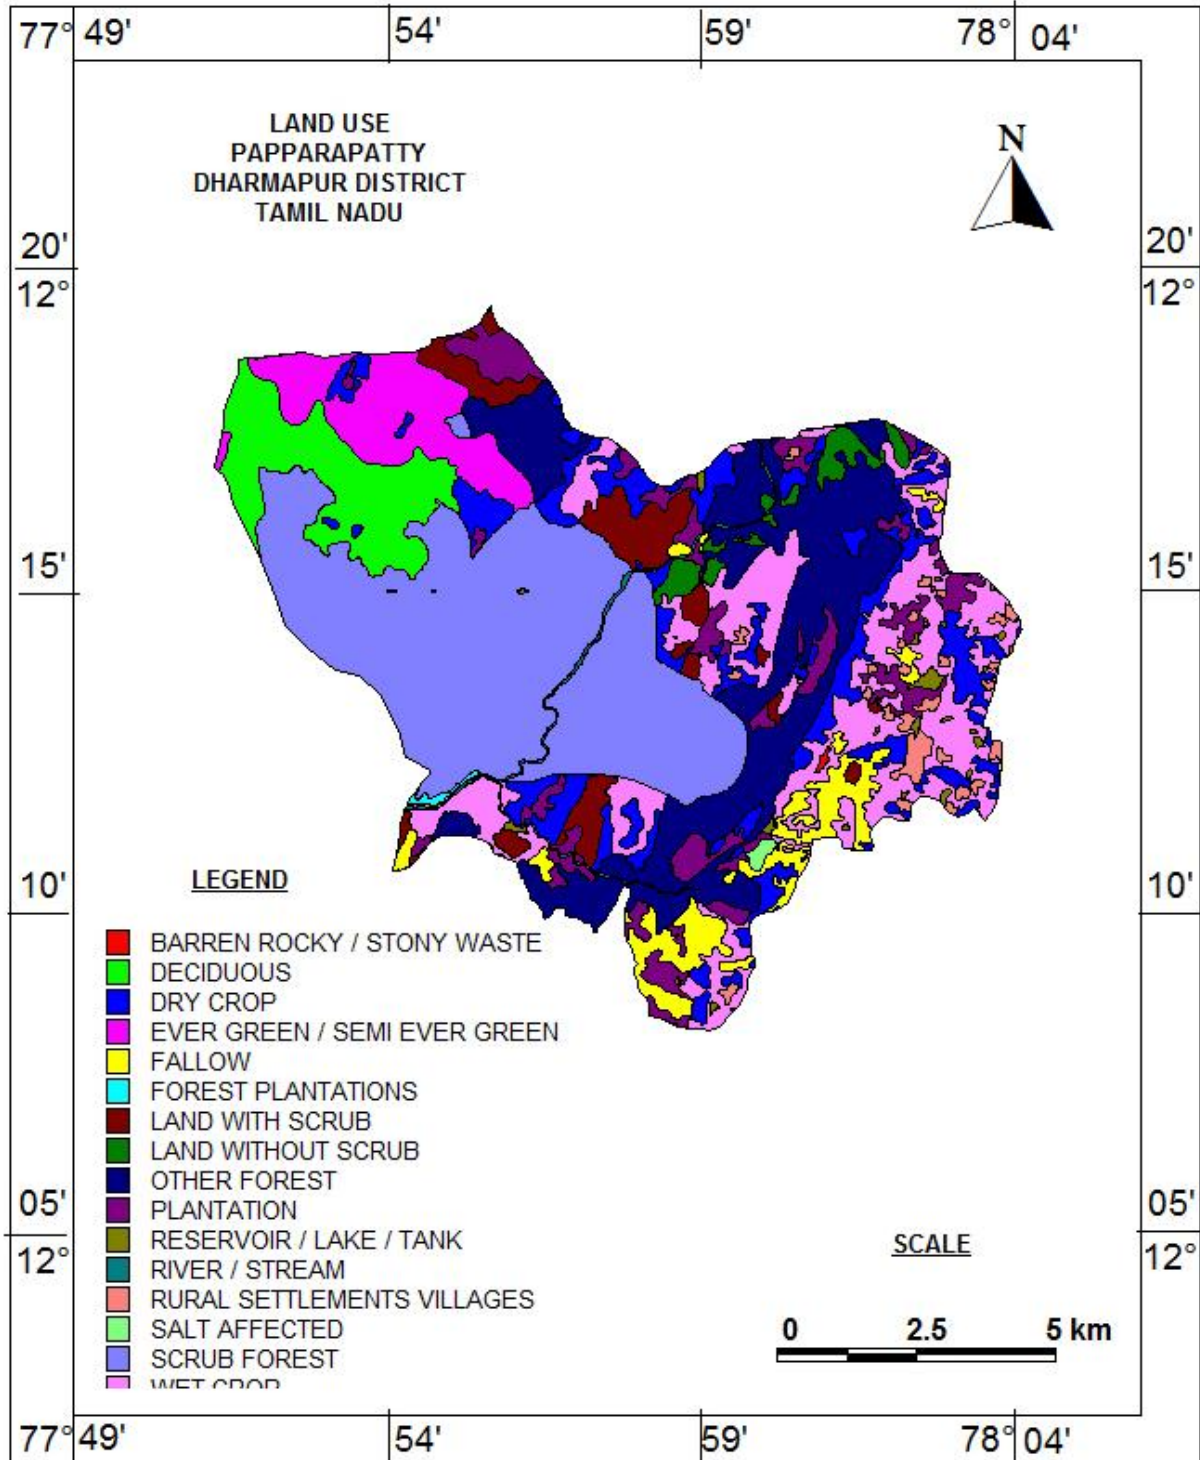 77° 49' 54' 59' 78° 04'
LAND USE
PAPPARAPATTY
DHARMAPUR DISTRICT
TAMIL NADU
N
20' 20'
12° 12°
15' 15'
10' 10'
LEGEND
BARREN ROCKY / STONY WASTE
DECIDUOUS
DRY CROP
EVER GREEN / SEMI EVER GREEN
FALLOW
FOREST PLANTATIONS
LAND WITH SCRUB
LAND WITHOUT SCRUB
OTHER FOREST
PLANTATION
05' 05'
RESERVOIR / LAKE / TANK
SCALE
12° 12°
RIVER / STREAM
RURAL SETTLEMENTS VILLAGES
SALT AFFECTED
0 2.5 5 km
SCRUB FOREST
WET CROP
77° 49' 54' 59' 78° 04'